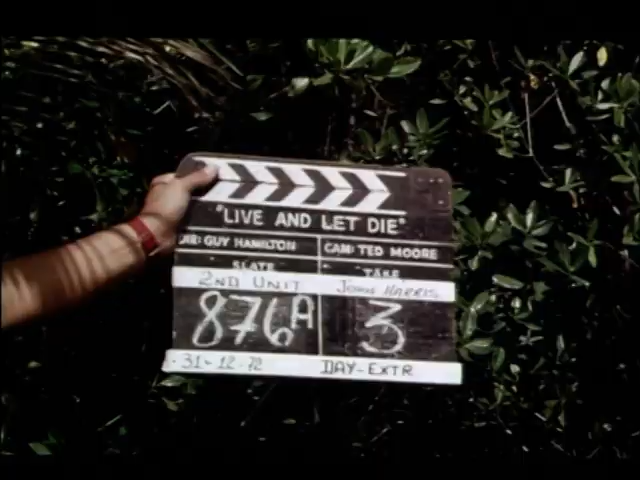 "LIVE AND LET DIE"
DIR: GUY HAMILTON CAM: TED MOORE
SLATE TAKE
2ND UNIT JOHN HARRIS
876A 3
31-12-72 DAY-EXTR